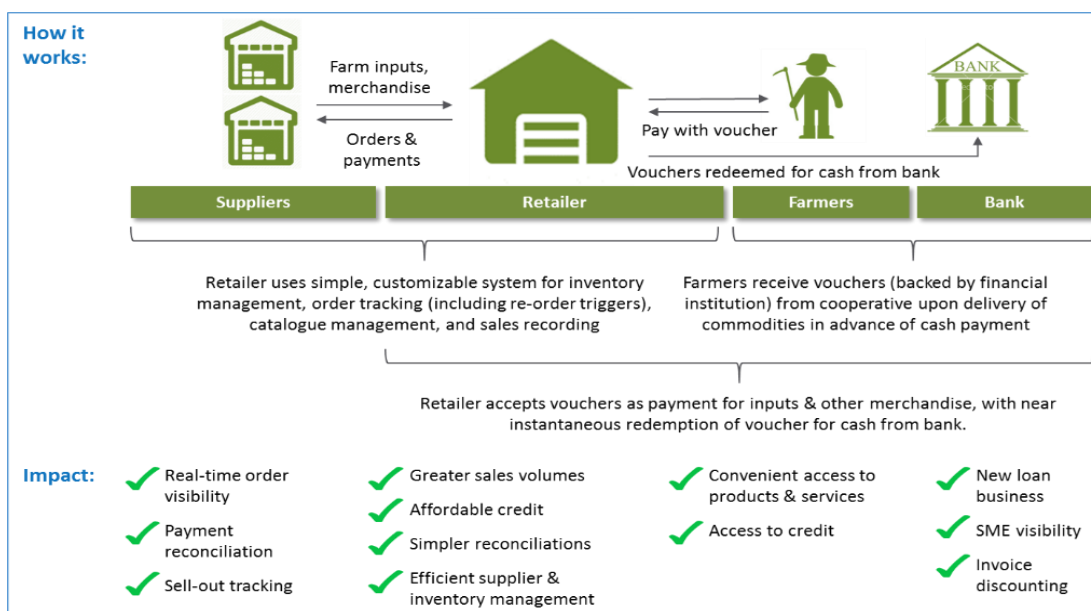 How it
works:
Farm inputs,
merchandise
Orders &
payments
Pay with voucher
BANK
Vouchers redeemed for cash from bank
Suppliers
Retailer
Farmers
Bank
Retailer uses simple, customizable system for inventory
management, order tracking (including re-order triggers),
catalogue management, and sales recording
Farmers receive vouchers (backed by financial
institution) from cooperative upon delivery of
commodities in advance of cash payment
Retailer accepts vouchers as payment for inputs & other merchandise, with near
instantaneous redemption of voucher for cash from bank.
Impact:
Real-time order
visibility
Payment
reconciliation
Sell-out tracking
Greater sales volumes
Affordable credit
Simpler reconciliations
Efficient supplier &
inventory management
Convenient access to
products & services
Access to credit
New loan
business
SME visibility
Invoice
discounting